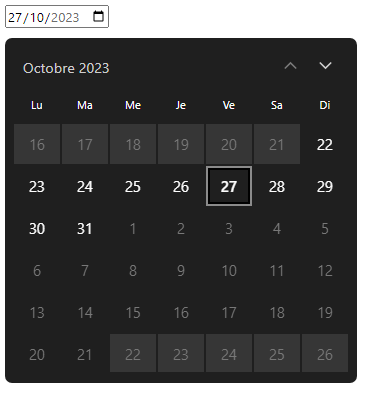 27/10/2023
Octobre 2023
Lu Ma Me Je Ve Sa Di
16 17 18 19 20 21 22
23 24 25 26 27 28 29
30 31 1 2 3 4 5
6 7 8 9 10 11 12
13 14 15 16 17 18 19
20 21 22 23 24 25 26